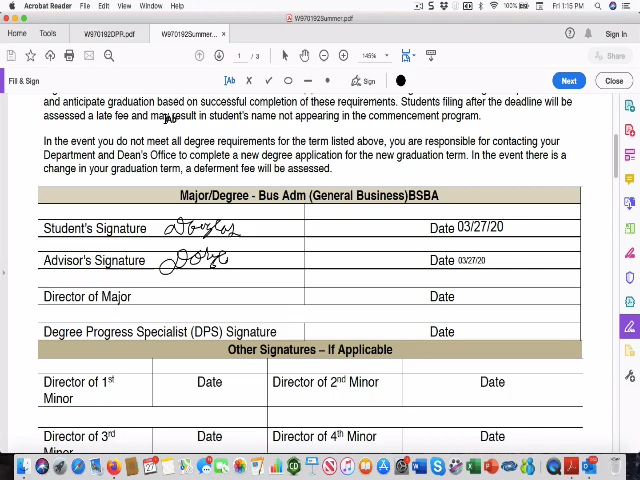 Acrobat Reader File Edit View Window Help 100% Fri 1:15 PM
W970192Summer.pdf
Home Tools W970192DPR.pdf W970192Summer... × Sign In
1 / 3 145% Sign Share
Fill & Sign Ab Next Close
and anticipate graduation based on successful completion of these requirements. Students filing after the deadline will be
assessed a late fee and may result in student's name not appearing in the commencement program.
In the event you do not meet all degree requirements for the term listed above, you are responsible for contacting your
Department and Dean's Office to complete a new degree application for the new graduation term. In the event there is a
change in your graduation term, a deferment fee will be assessed.
Major/Degree - Bus Adm (General Business)BSBA
Student's Signature Douglas Date 03/27/20
Advisor's Signature Date 03/27/20
Director of Major Date
Degree Progress Specialist (DPS) Signature Date
Other Signatures – If Applicable
Director of 1st Minor Date Director of 2nd Minor Date
Director of 3rd Minor Date Director of 4th Minor Date